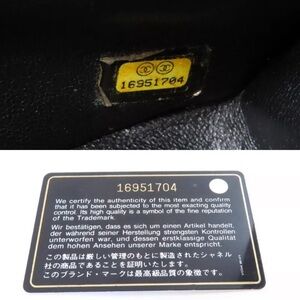 16951704
16951704
We certify the authenticity of this item and confirm
that it has been subjected to the most exacting quality
control. Its high quality is a symbol of the fine reputation
of the Trademark.
Wir bestätigen, dass es sich um einen Artikel handelt,
der während seiner Herstellung strengsten Kontrollen
unterworfen war, und dessen erstklassige Qualität
dem hohen Ansehen unserer Marke entspricht.
この製品は厳しい管理のもとに製造されたシャネル
社の商品であることを証明いたします。
このブランド・マークは最高級品質の象徴です。